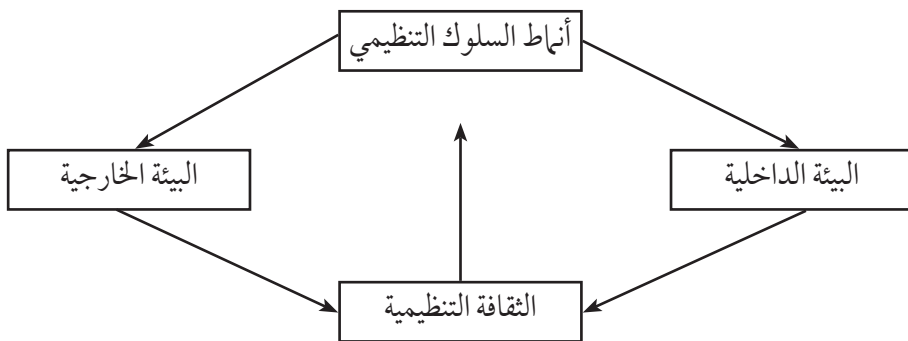 أنماط السلوك التنظيمي
البيئة الداخلية
البيئة الخارجية
الثقافة التنظيمية